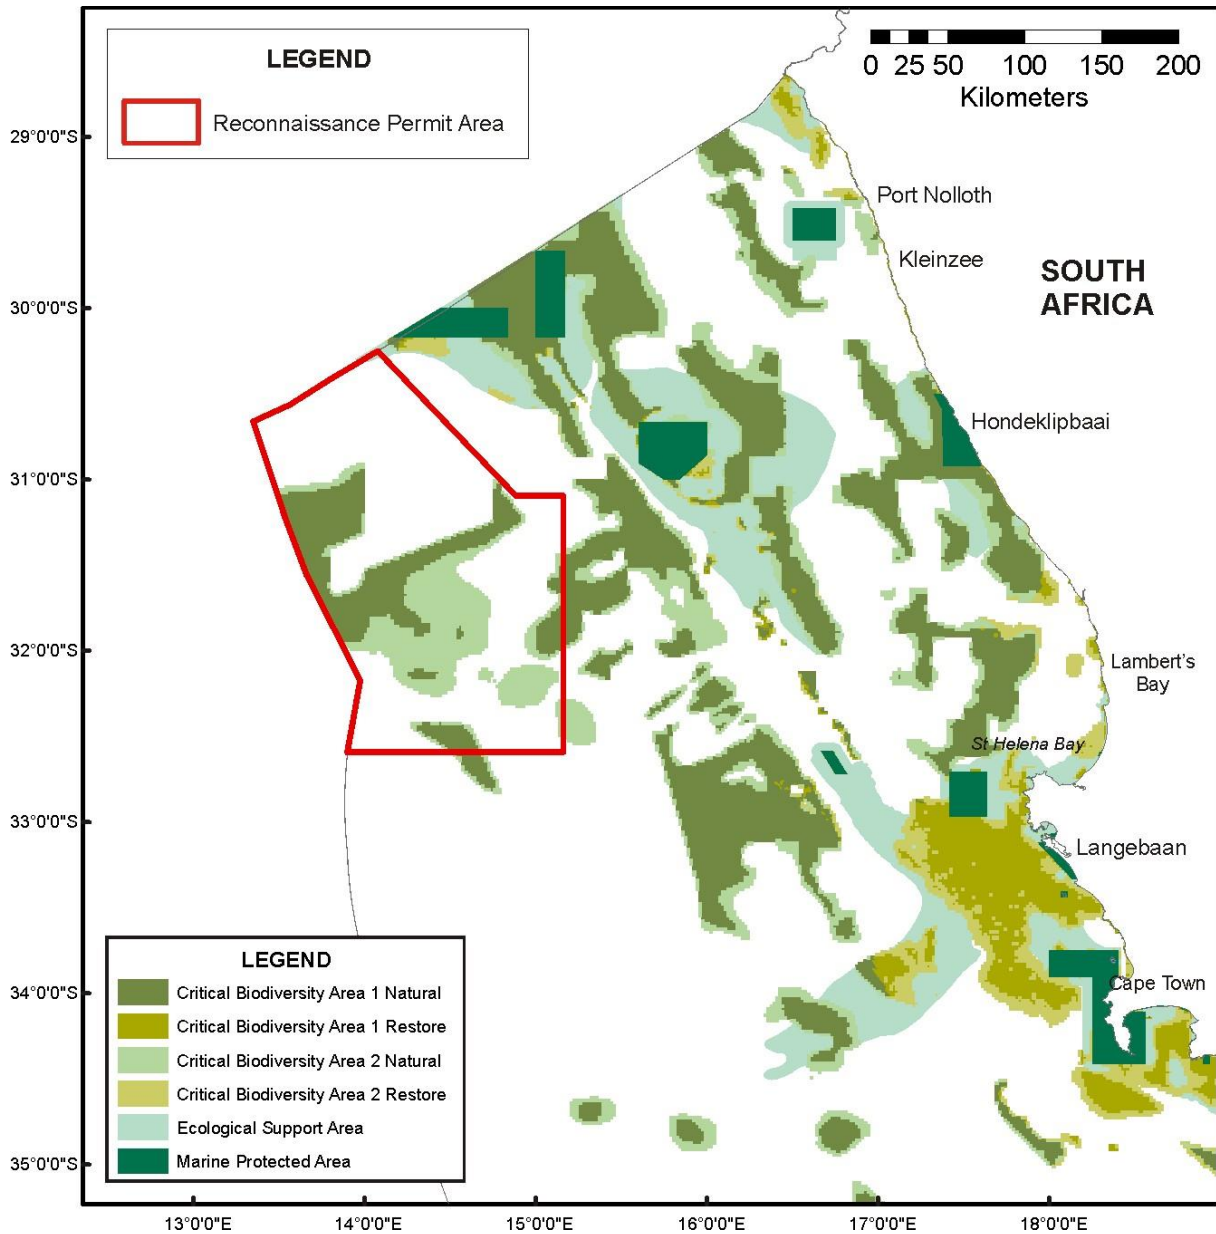 LEGEND
Reconnaissance Permit Area
0 25 50 100 150 200
Kilometers
29°0'0"S
30°0'0"S
31°0'0"S
32°0'0"S
33°0'0"S
34°0'0"S
35°0'0"S
Port Nolloth
Kleinzee
SOUTH
AFRICA
Hondeklipbaai
Lambert's
Bay
St Helena Bay
Langebaan
Cape Town
LEGEND
Critical Biodiversity Area 1 Natural
Critical Biodiversity Area 1 Restore
Critical Biodiversity Area 2 Natural
Critical Biodiversity Area 2 Restore
Ecological Support Area
Marine Protected Area
13°0'0"E 14°0'0"E 15°0'0"E 16°0'0"E 17°0'0"E 18°0'0"E